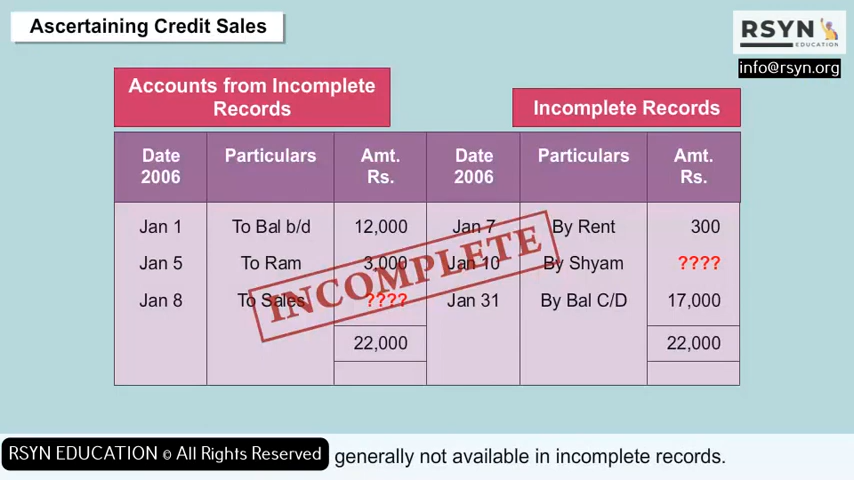 Ascertaining Credit Sales
RSYN
EDUCATION
info@rsyn.org
Accounts from Incomplete
Records
Incomplete Records
Date
2006
Particulars
Amt.
Rs.
Date
2006
Particulars
Amt.
Rs.
Jan 1 To Bal b/d 12,000 Jan 7 By Rent 300
Jan 5 To Ram 3,000 Jan 10 By Shyam ????
Jan 8 To Sales ???? Jan 31 By Bal C/D 17,000
22,000 22,000
INCOMPLETE
RSYN EDUCATION © All Rights Reserved
generally not available in incomplete records.